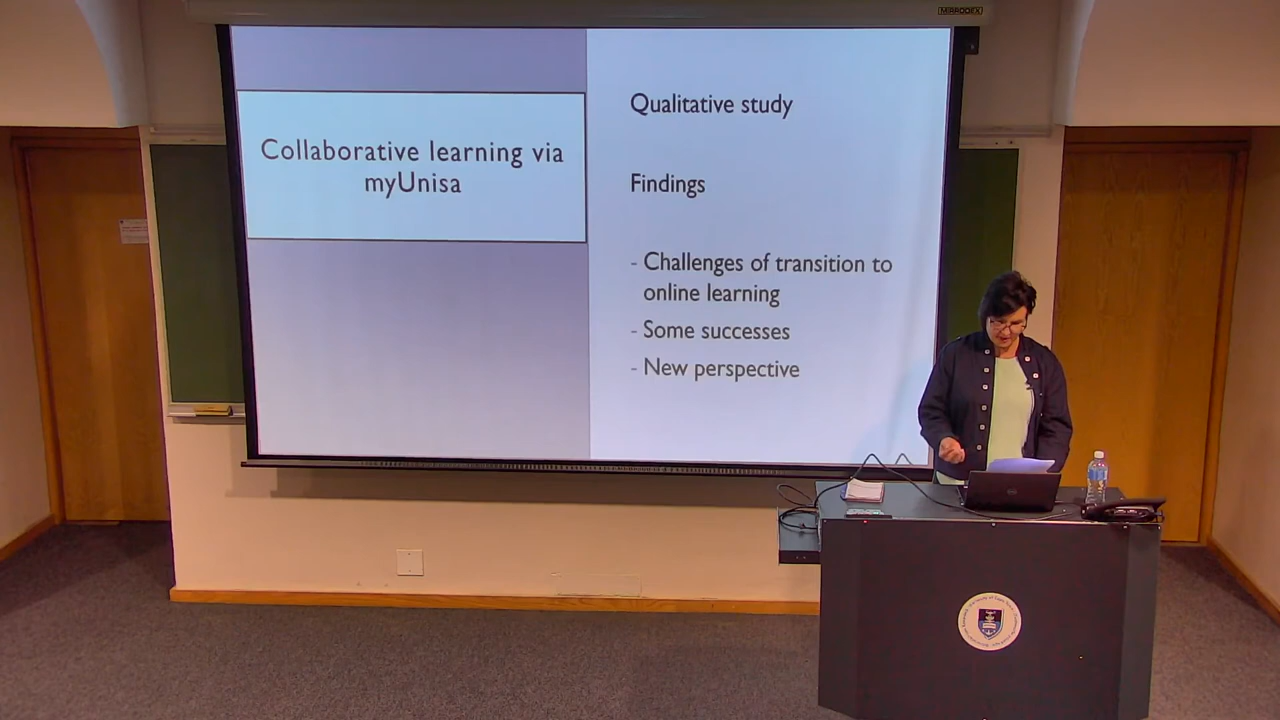 Collaborative learning via
myUnisa
Qualitative study
Findings
- Challenges of transition to
online learning
- Some successes
- New perspective